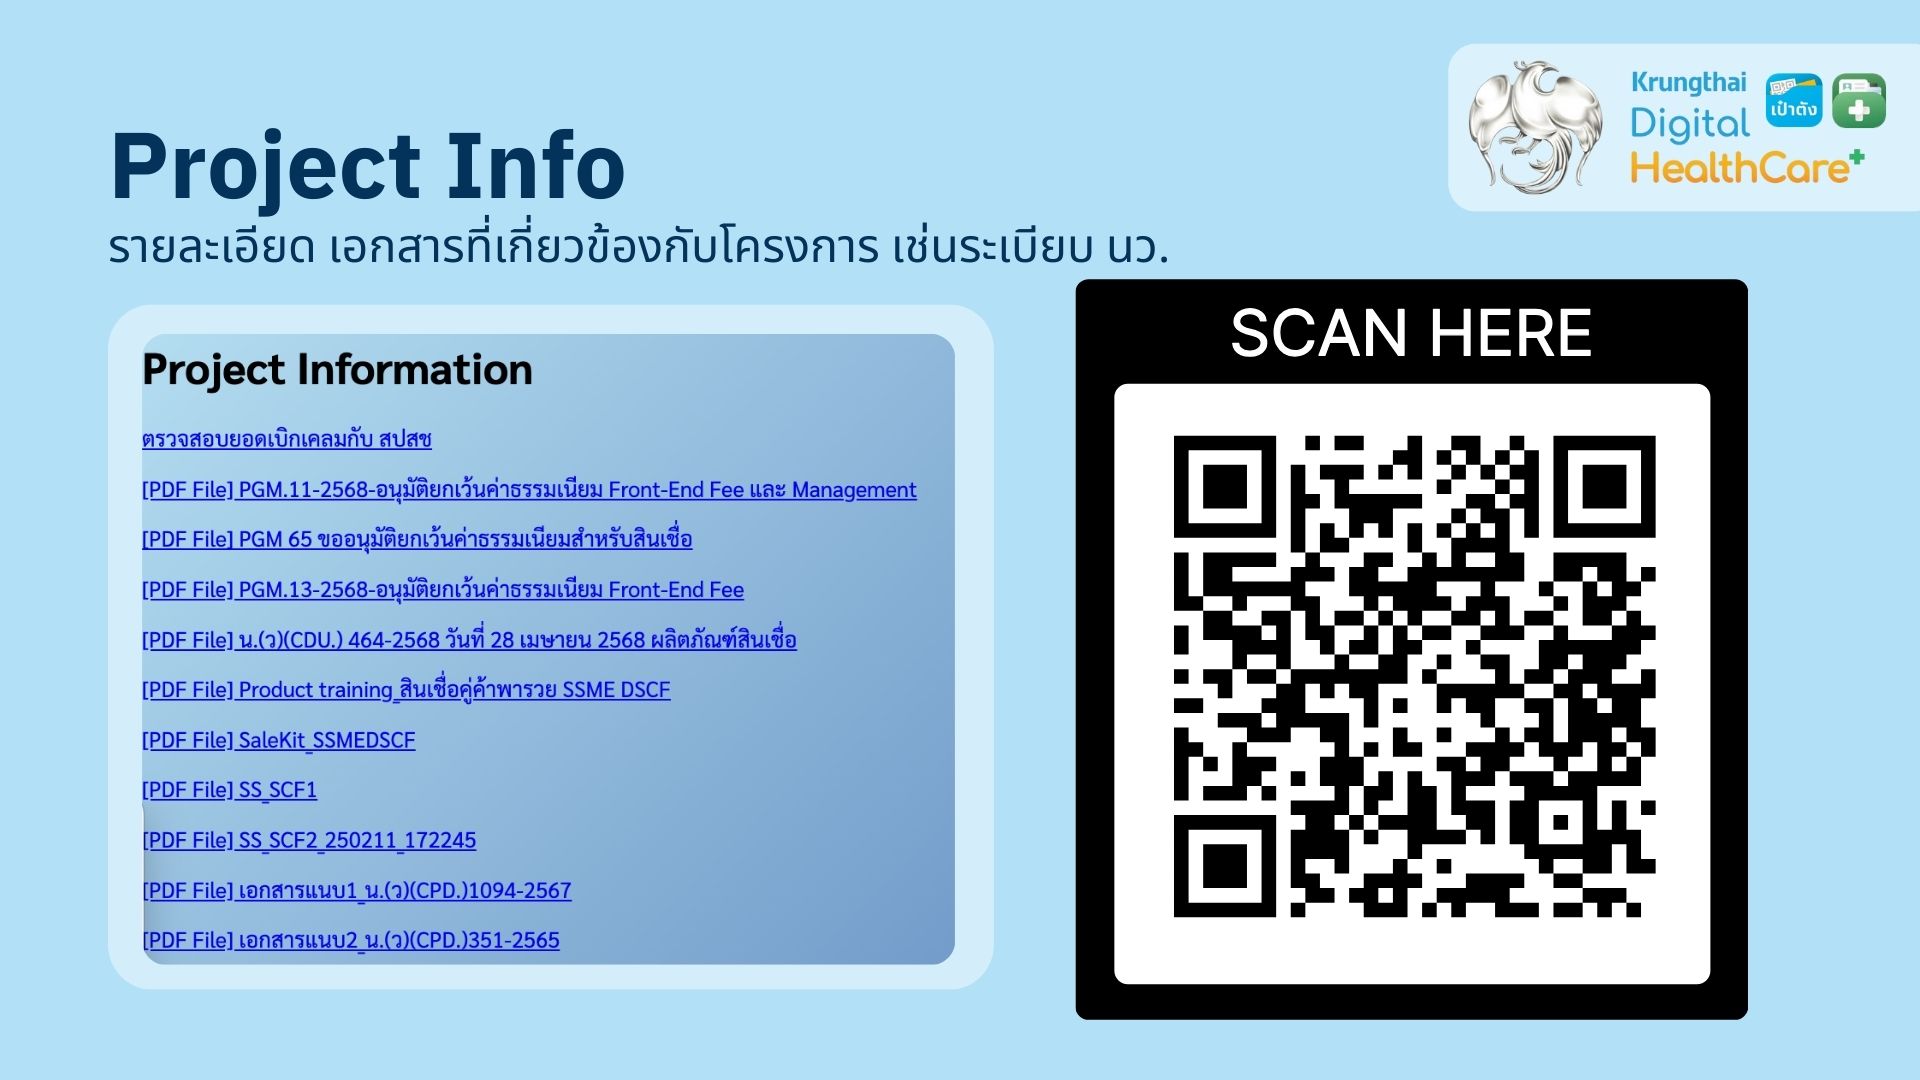 Krungthai
Digital
HealthCare+
เป๋าตัง
Project Info
รายละเอียด เอกสารที่เกี่ยวข้องกับโครงการ เช่นระเบียบ นว.
Project Information
ตรวจสอบยอดเบิกเคลมกับ สปสช
[PDF File] PGM.11-2568-อนุมัติยกเว้นค่าธรรมเนียม Front-End Fee และ Management
[PDF File] PGM 65 ขออนุมัติยกเว้นค่าธรรมเนียมสำหรับสินเชื่อ
[PDF File] PGM.13-2568-อนุมัติยกเว้นค่าธรรมเนียม Front-End Fee
[PDF File] น.(ว)(CDU.) 464-2568 วันที่ 28 เมษายน 2568 ผลิตภัณฑ์สินเชื่อ
[PDF File] Product training_สินเชื่อคู่ค้าพารวย SSME DSCF
[PDF File] SaleKit_SSMEDSCF
[PDF File] SS_SCF1
[PDF File] SS_SCF2_250211_172245
[PDF File] เอกสารแนบ1_น.(ว)(CPD.)1094-2567
[PDF File] เอกสารแนบ2_น.(ว)(CPD.)351-2565
SCAN HERE